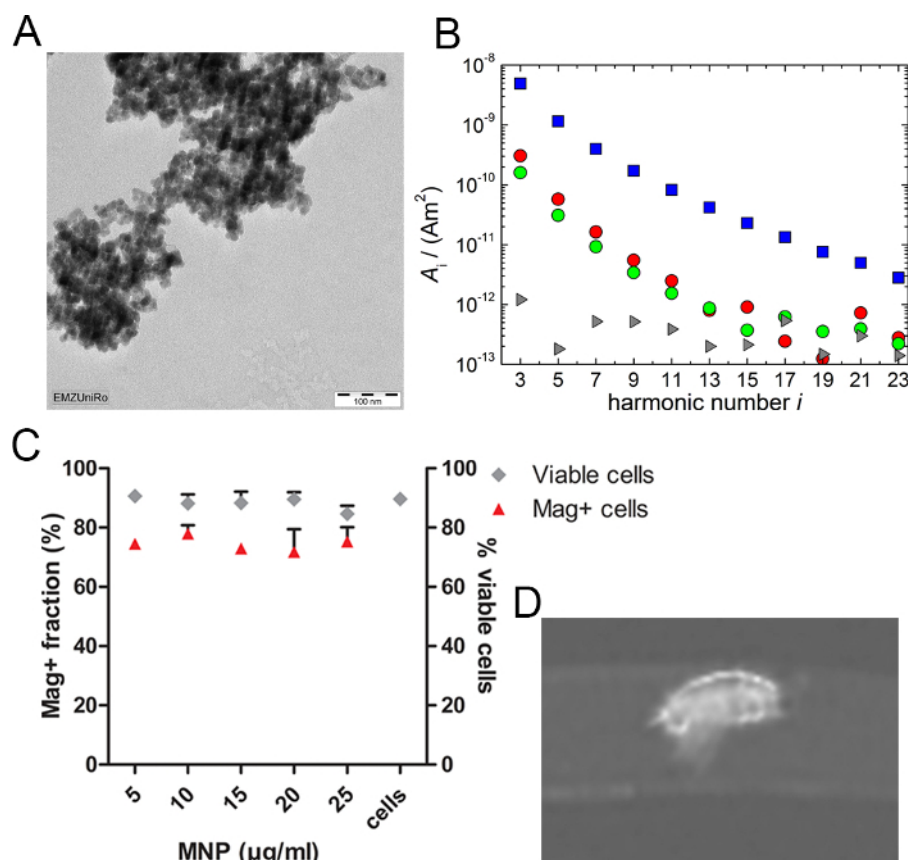 A
EMZUniRo
100 nm
B
10⁻⁸
10⁻⁹
10⁻¹⁰
10⁻¹¹
10⁻¹²
10⁻¹³
Aᵢ / (Am²)
3 5 7 9 11 13 15 17 19 21 23
harmonic number i
C
100 100
80 80
60 60
40 40
20 20
0 0
Mag+ fraction (%)
% viable cells
5 10 15 20 25 cells
MNP (µg/ml)
Viable cells
Mag+ cells
D